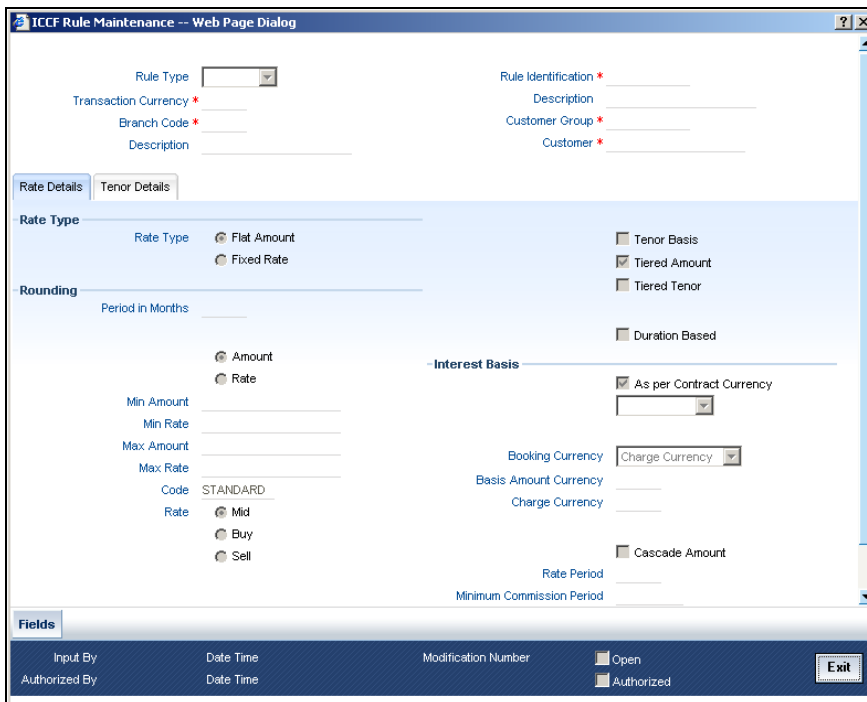 ICCF Rule Maintenance -- Web Page Dialog
Rule Type
Rule Identification *
Transaction Currency *
Description
Branch Code *
Customer Group *
Description
Customer *
Rate Details
Tenor Details
Rate Type
Rate Type
Flat Amount
Tenor Basis
Fixed Rate
Tiered Amount
Rounding
Tiered Tenor
Period in Months
Duration Based
Amount
Interest Basis
Rate
As per Contract Currency
Min Amount
Min Rate
Max Amount
Booking Currency
Charge Currency
Max Rate
Basis Amount Currency
Code
STANDARD
Charge Currency
Rate
Mid
Buy
Sell
Cascade Amount
Rate Period
Minimum Commission Period
Fields
Input By
Date Time
Modification Number
Open
Exit
Authorized By
Date Time
Authorized